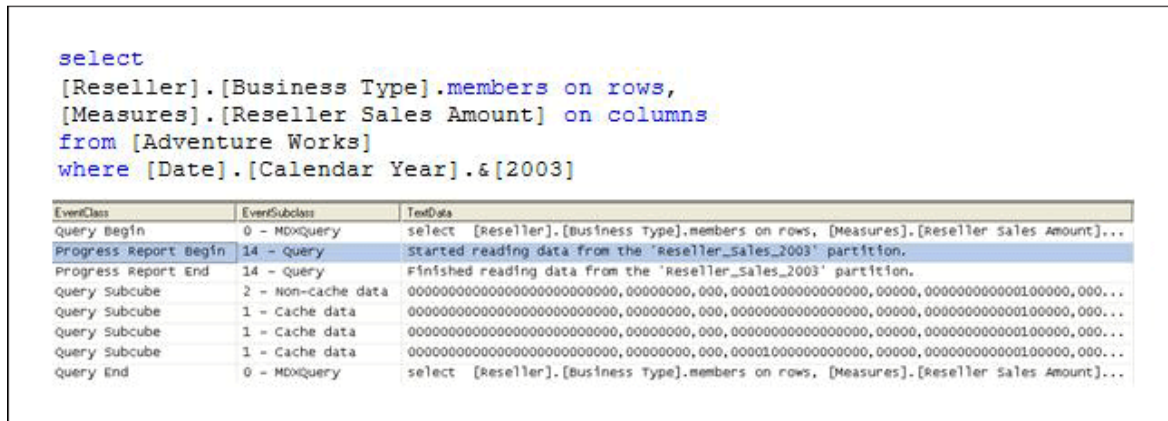 select
[Reseller].[Business Type].members on rows,
[Measures].[Reseller Sales Amount] on columns
from [Adventure Works]
where [Date].[Calendar Year].&[2003]
EventClass EventSubclass TextData
Query Begin 0 - MDXQuery select [Reseller].[Business Type].members on rows, [Measures].[Reseller Sales Amount]...
Progress Report Begin 14 - Query Started reading data from the 'Reseller_Sales_2003' partition.
Progress Report End 14 - Query Finished reading data from the 'Reseller_Sales_2003' partition.
Query Subcube 2 - Non-cache data 00000000000000000000000000,00000000,000,00001000000000000,00000,000000000000100000,000...
Query Subcube 1 - Cache data 00000000000000000000000000,00000000,000,00000000000000000,00000,000000000000100000,000...
Query Subcube 1 - Cache data 00000000000000000000000000,00000000,000,00000000000000000,00000,000000000000100000,000...
Query Subcube 1 - Cache data 00000000000000000000000000,00000000,000,00001000000000000,00000,000000000000100000,000...
Query End 0 - MDXQuery select [Reseller].[Business Type].members on rows, [Measures].[Reseller Sales Amount]...